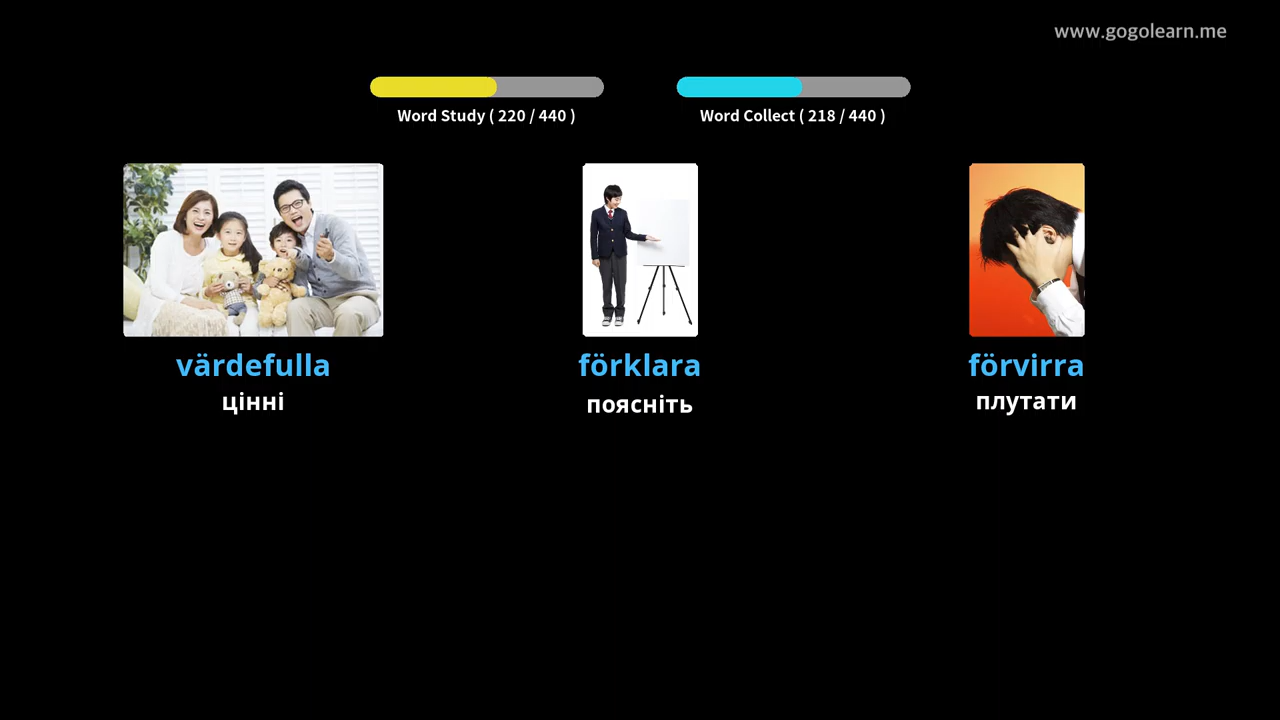 www.gogolearn.me
Word Study ( 220 / 440 )
Word Collect ( 218 / 440 )
värdefulla
цінні
förklara
поясніть
förvirra
плутати